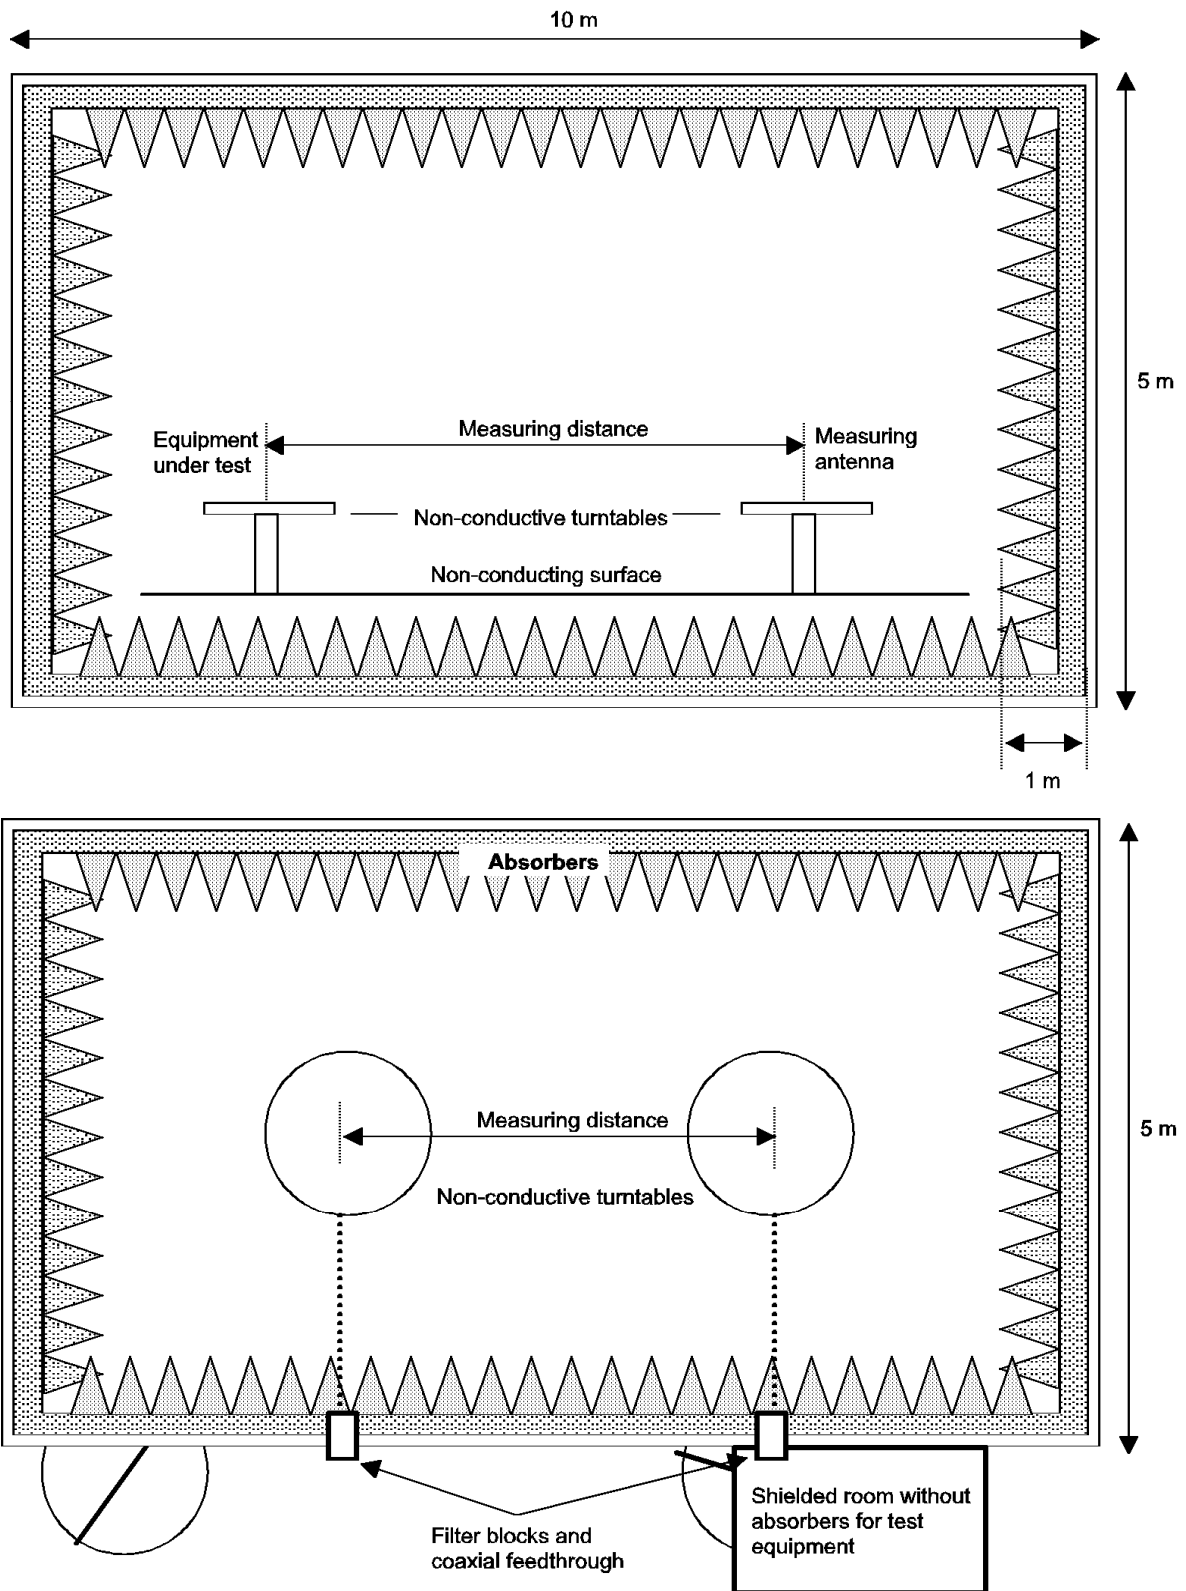 10 m
5 m
Equipment
under test
Measuring distance
Measuring
antenna
Non-conductive turntables
Non-conducting surface
1 m
Absorbers
Measuring distance
5 m
Non-conductive turntables
Filter blocks and
coaxial feedthrough
Shielded room without
absorbers for test
equipment